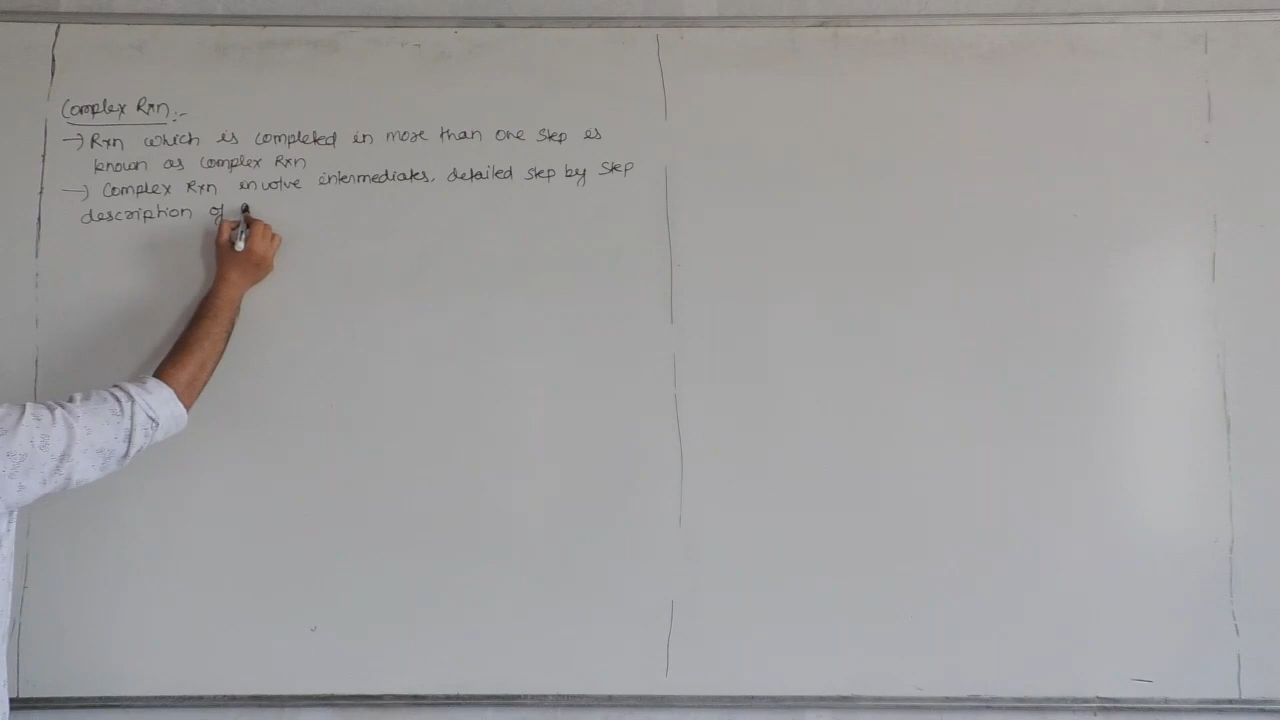 Complex Rxn :-
→ Rxn which is completed in more than one step is
known as complex Rxn
→ Complex Rxn involve intermediates, detailed step by step
description of